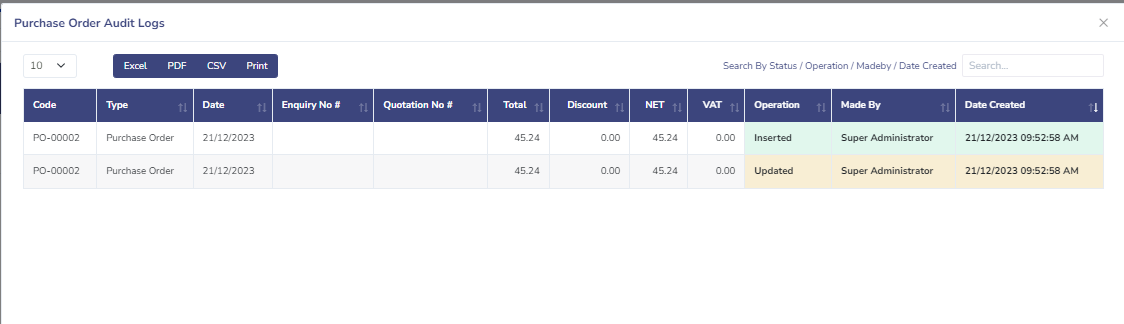 Purchase Order Audit Logs ×
10 Excel PDF CSV Print Search By Status / Operation / Madeby / Date Created Search...
Code Type Date Enquiry No # Quotation No # Total Discount NET VAT Operation Made By Date Created
PO-00002 Purchase Order 21/12/2023 45.24 0.00 45.24 0.00 Inserted Super Administrator 21/12/2023 09:52:58 AM
PO-00002 Purchase Order 21/12/2023 45.24 0.00 45.24 0.00 Updated Super Administrator 21/12/2023 09:52:58 AM